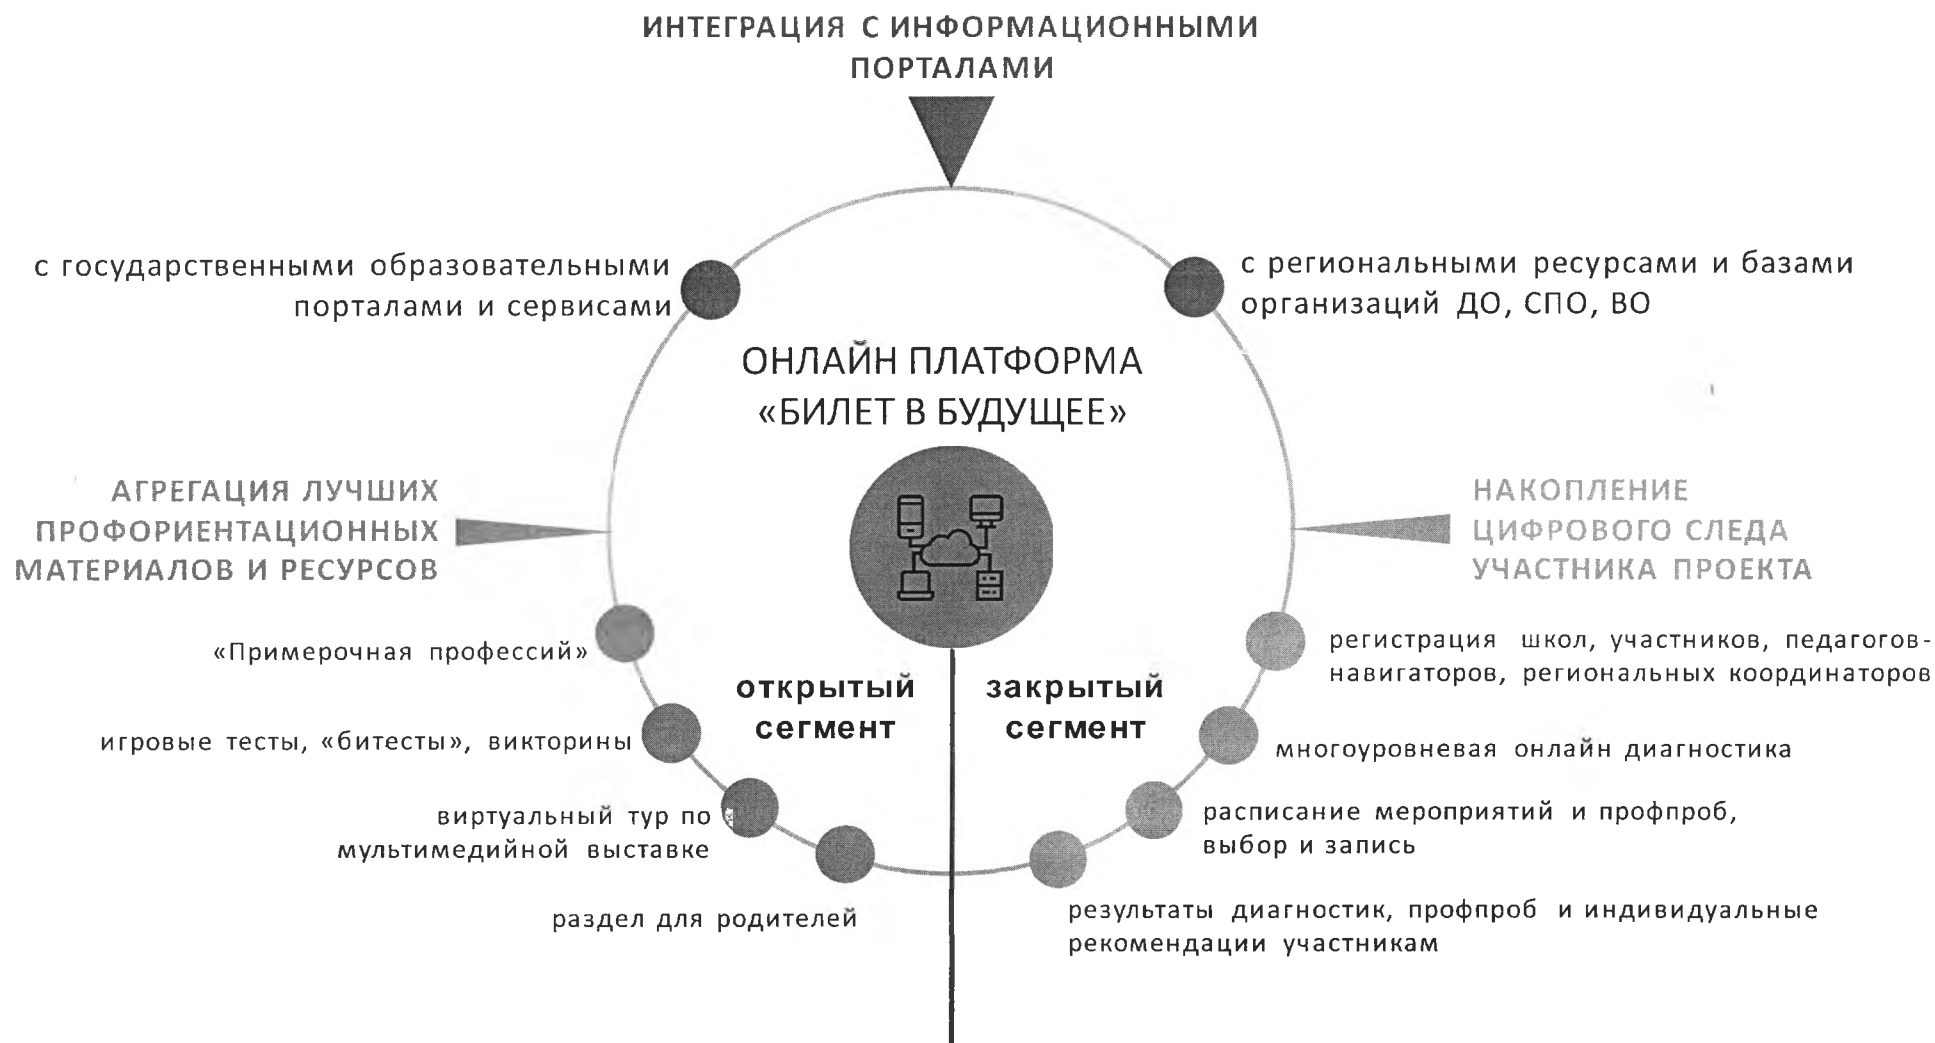 ИНТЕГРАЦИЯ С ИНФОРМАЦИОННЫМИ
ПОРТАЛАМИ
с государственными образовательными
порталами и сервисами
с региональными ресурсами и базами
организаций ДО, СПО, ВО
ОНЛАЙН ПЛАТФОРМА
«БИЛЕТ В БУДУЩЕЕ»
АГРЕГАЦИЯ ЛУЧШИХ
ПРОФОРИЕНТАЦИОННЫХ
МАТЕРИАЛОВ И РЕСУРСОВ
НАКОПЛЕНИЕ
ЦИФРОВОГО СЛЕДА
УЧАСТНИКА ПРОЕКТА
открытый
сегмент
закрытый
сегмент
«Примерочная профессий»
игровые тесты, «битесты», викторины
виртуальный тур по
мультимедийной выставке
раздел для родителей
регистрация школ, участников, педагогов-
навигаторов, региональных координаторов
многоуровневая онлайн диагностика
расписание мероприятий и профпроб,
выбор и запись
результаты диагностик, профпроб и индивидуальные
рекомендации участникам